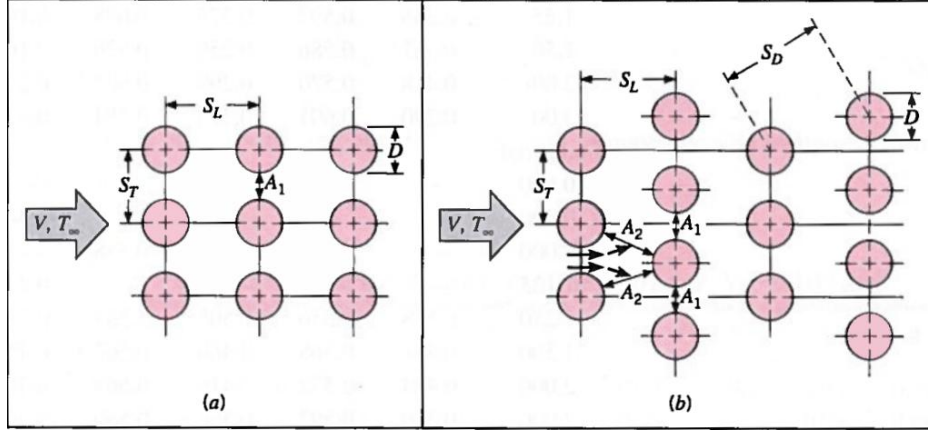 S_L
D
S_T
A_1
V, T_∞
(a)
S_D
S_L
D
S_T
A_2
A_1
V, T_∞
A_2
A_1
(b)